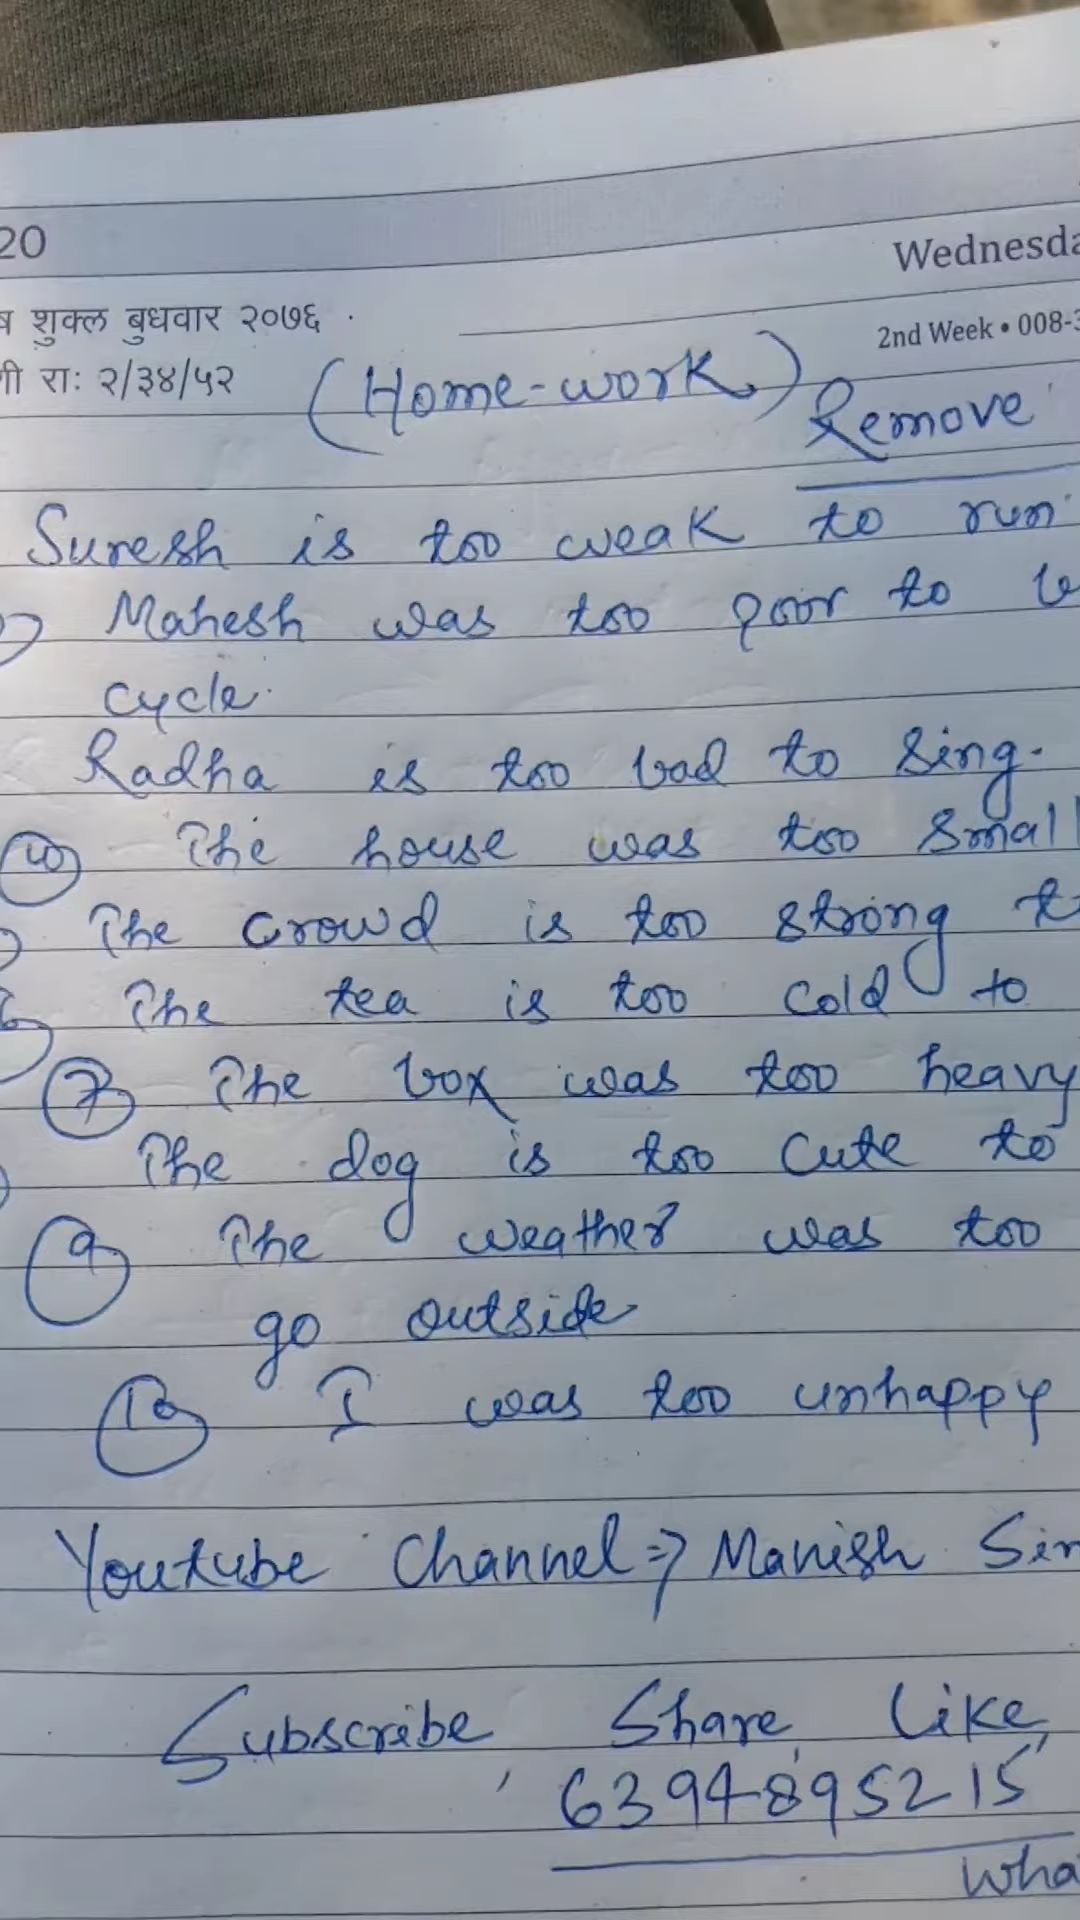 20
Wednesda
ष शुक्ल बुधवार २०७६
2nd Week • 008-3
गी रा: २/३४/५२
(Home-work)
Remove
Suresh is too weak to run
Mahesh was too poor to
cycle.
Radha is too bad to sing.
The house was too small
The crowd is too strong
The tea is too cold to
7 The box was too heavy
The dog is too cute to
9 The weather was too
go outside
10 I was too unhappy
Youtube Channel => Manish
Subscribe, Share, Like,
6394895215